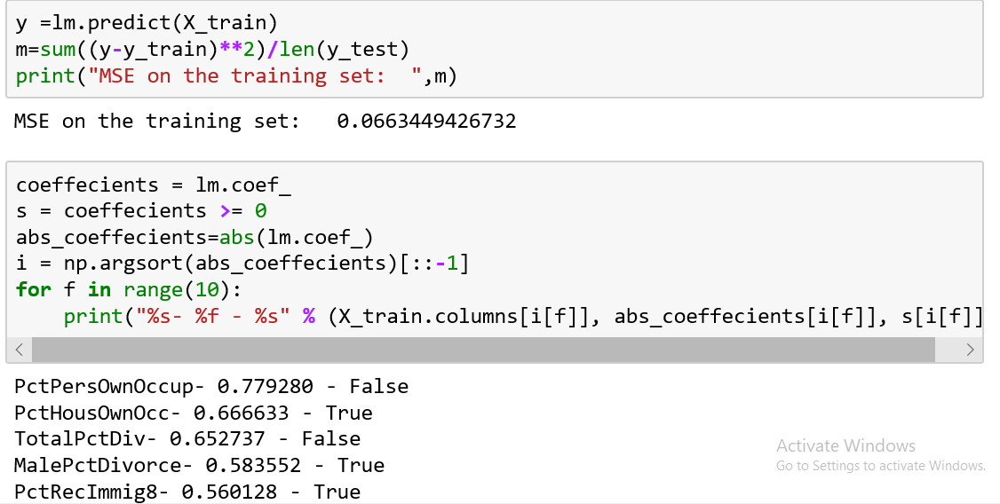 y =lm.predict(X_train)
m=sum((y-y_train)**2)/len(y_test)
print("MSE on the training set:  ",m)
MSE on the training set:   0.0663449426732
coeffecients = lm.coef_
s = coeffecients >= 0
abs_coeffecients=abs(lm.coef_)
i = np.argsort(abs_coeffecients)[::-1]
for f in range(10):
    print("%s- %f - %s" % (X_train.columns[i[f]], abs_coeffecients[i[f]], s[i[f]]
PctPersOwnOccup- 0.779280 - False
PctHousOwnOcc- 0.666633 - True
TotalPctDiv- 0.652737 - False
MalePctDivorce- 0.583552 - True
PctRecImmig8- 0.560128 - True
Activate Windows
Go to Settings to activate Windows.